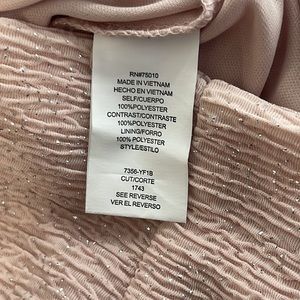 RN#75010
MADE IN VIETNAM
HECHO EN VIETNAM
SELF/CUERPO
100%POLYESTER
CONTRAST/CONTRASTE
100%POLYESTER
LINING/FORRO
100% POLYESTER
STYLE/ESTILO
7356-YF1B
CUT/CORTE
1743
SEE REVERSE
VER EL REVERSO